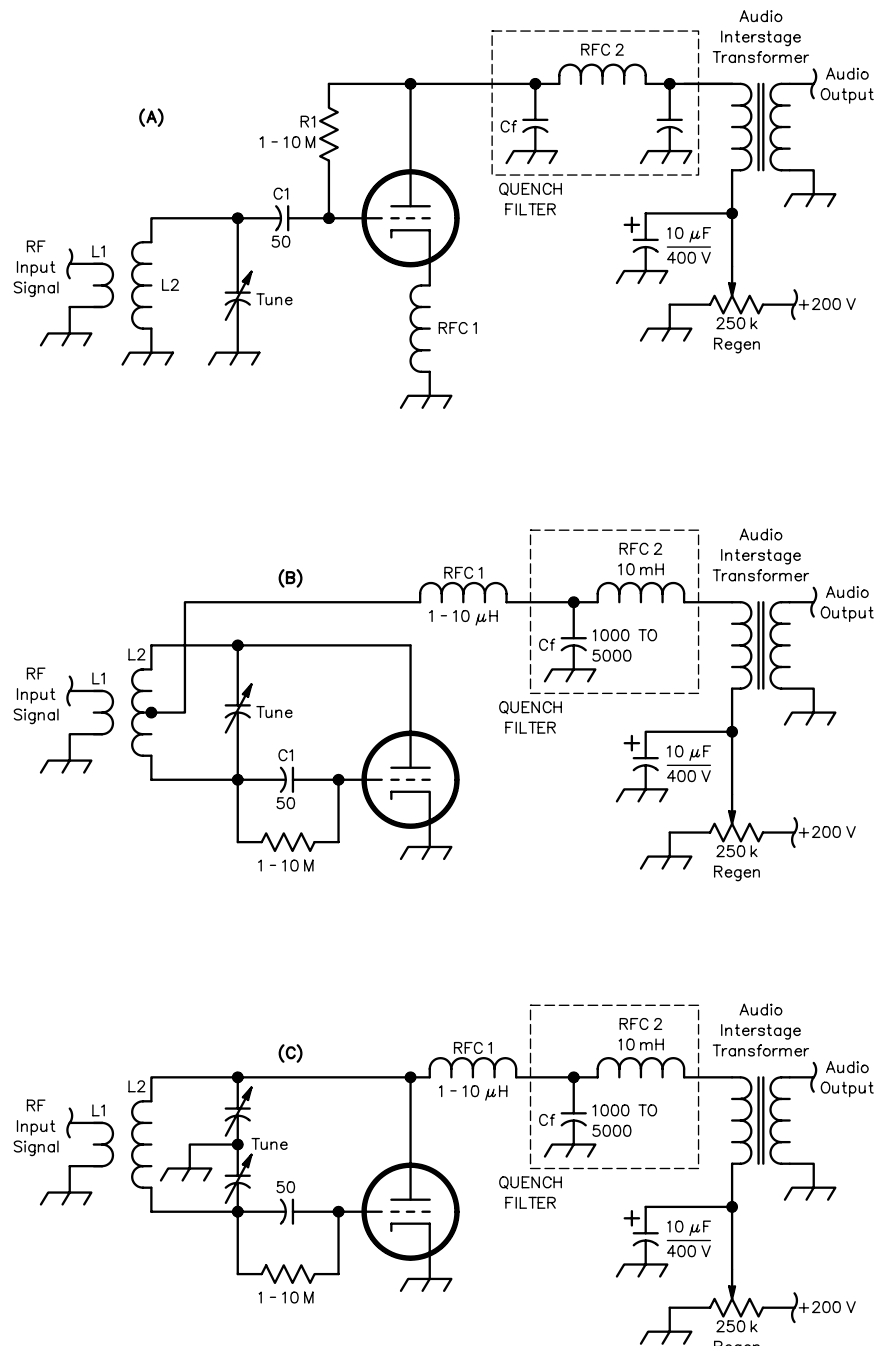 Audio
Interstage
Transformer
RFC 2
Audio
Output
(A)
R1
1 - 10 M
Cf
QUENCH
FILTER
C1
50
RF
Input
Signal
L1
L2
Tune
RFC 1
+
10 µF
400 V
+200 V
250 k
Regen
Audio
Interstage
Transformer
RFC 2
10 mH
(B)
RFC 1
1 - 10 µH
Audio
Output
Cf
1000 TO
5000
QUENCH
FILTER
L2
RF
Input
Signal
L1
Tune
C1
50
1 - 10 M
+
10 µF
400 V
+200 V
250 k
Regen
Audio
Interstage
Transformer
RFC 2
10 mH
(C)
RFC 1
1 - 10 µH
Audio
Output
Cf
1000 TO
5000
QUENCH
FILTER
L2
RF
Input
Signal
L1
Tune
50
1 - 10 M
+
10 µF
400 V
+200 V
250 k
Regen